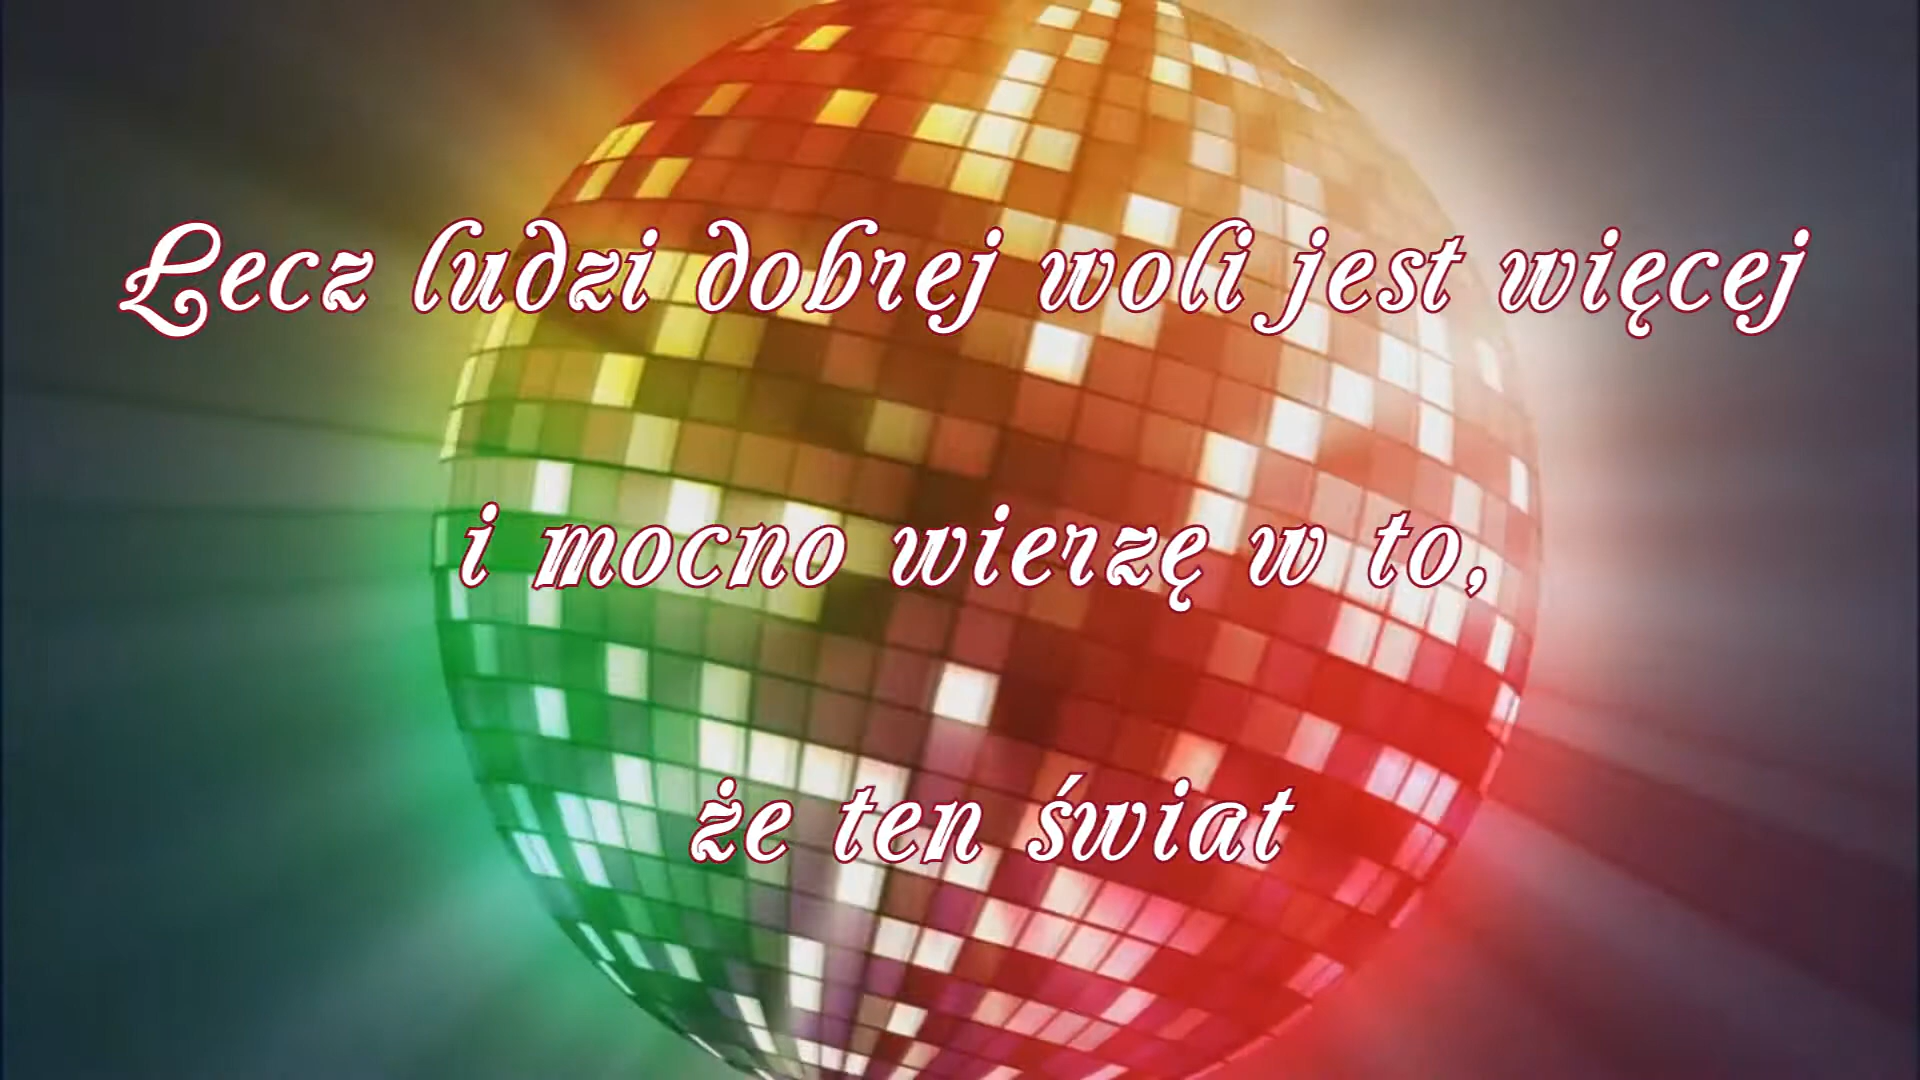 Lecz ludzi dobrej woli jest więcej
i mocno wierzę w to,
że ten świat